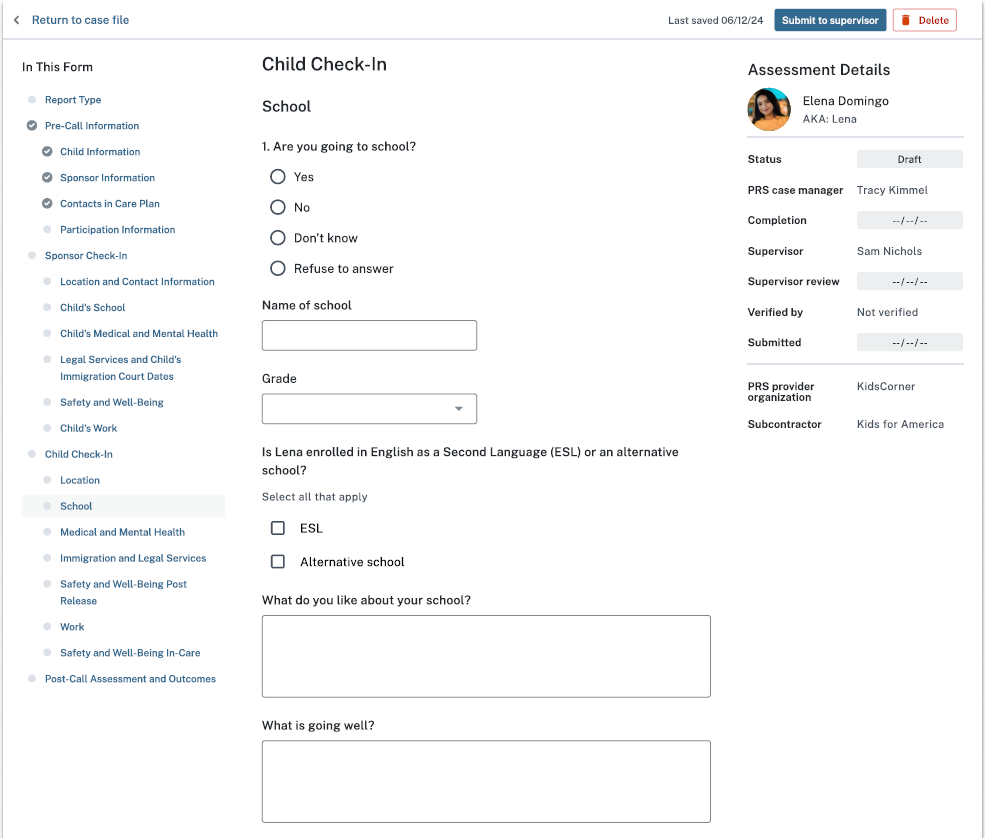 Return to case file
Last saved 06/12/24
Submit to supervisor
Delete
In This Form
Report Type
Pre-Call Information
Child Information
Sponsor Information
Contacts in Care Plan
Participation Information
Sponsor Check-In
Location and Contact Information
Child's School
Child's Medical and Mental Health
Legal Services and Child's
Immigration Court Dates
Safety and Well-Being
Child's Work
Child Check-In
Location
School
Medical and Mental Health
Immigration and Legal Services
Safety and Well-Being Post
Release
Work
Safety and Well-Being In-Care
Post-Call Assessment and Outcomes
Child Check-In
School
1. Are you going to school?
Yes
No
Don't know
Refuse to answer
Name of school
Grade
Is Lena enrolled in English as a Second Language (ESL) or an alternative
school?
Select all that apply
ESL
Alternative school
What do you like about your school?
What is going well?
Assessment Details
Elena Domingo
AKA: Lena
Status Draft
PRS case manager Tracy Kimmel
Completion --/--/--
Supervisor Sam Nichols
Supervisor review --/--/--
Verified by Not verified
Submitted --/--/--
PRS provider KidsCorner
organization
Subcontractor Kids for America